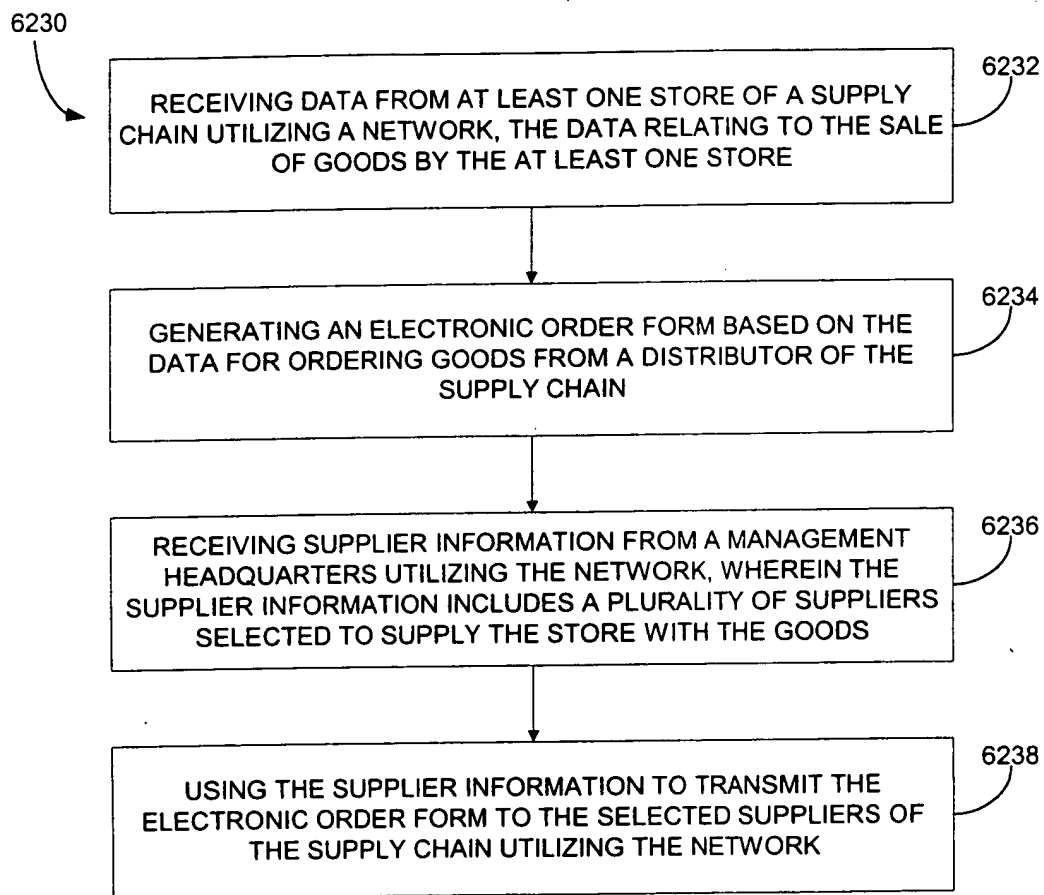 6230
6232
RECEIVING DATA FROM AT LEAST ONE STORE OF A SUPPLY
CHAIN UTILIZING A NETWORK, THE DATA RELATING TO THE SALE
OF GOODS BY THE AT LEAST ONE STORE
6234
GENERATING AN ELECTRONIC ORDER FORM BASED ON THE
DATA FOR ORDERING GOODS FROM A DISTRIBUTOR OF THE
SUPPLY CHAIN
6236
RECEIVING SUPPLIER INFORMATION FROM A MANAGEMENT
HEADQUARTERS UTILIZING THE NETWORK, WHEREIN THE
SUPPLIER INFORMATION INCLUDES A PLURALITY OF SUPPLIERS
SELECTED TO SUPPLY THE STORE WITH THE GOODS
6238
USING THE SUPPLIER INFORMATION TO TRANSMIT THE
ELECTRONIC ORDER FORM TO THE SELECTED SUPPLIERS OF
THE SUPPLY CHAIN UTILIZING THE NETWORK